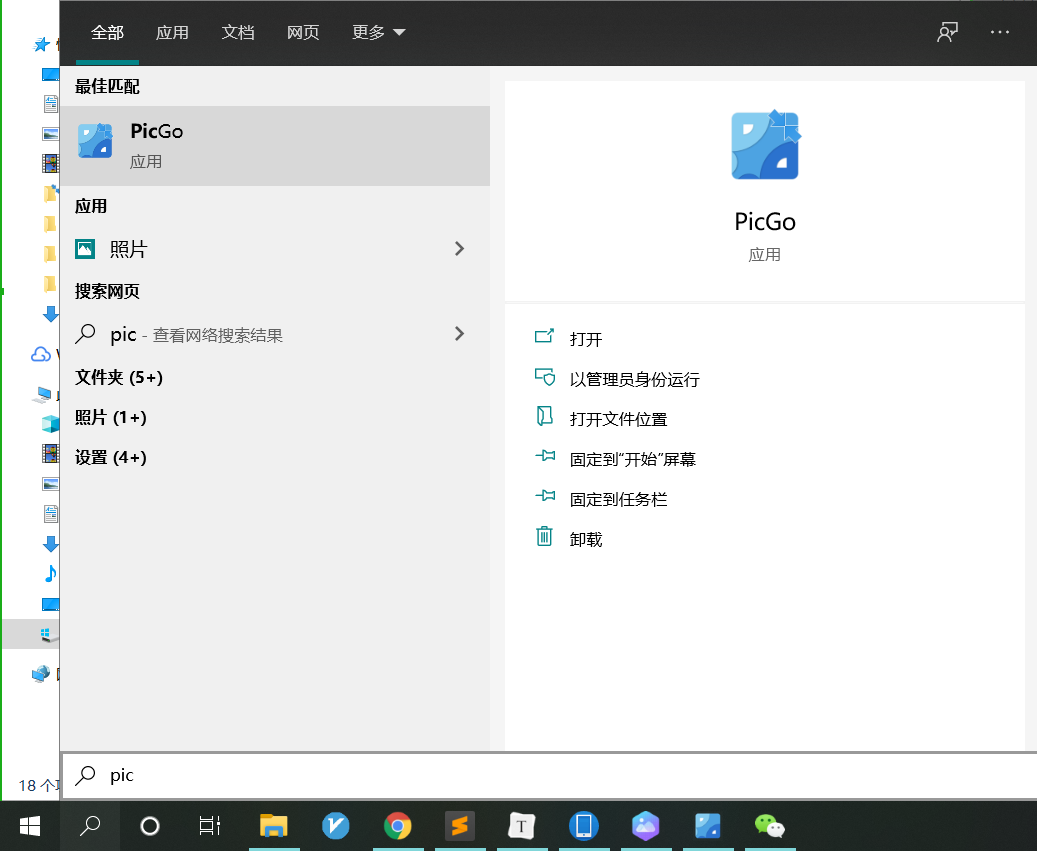 全部 应用 文档 网页 更多
最佳匹配
PicGo
应用
应用
照片
搜索网页
pic - 查看网络搜索结果
文件夹 (5+)
照片 (1+)
设置 (4+)
PicGo
应用
打开
以管理员身份运行
打开文件位置
固定到“开始”屏幕
固定到任务栏
卸载
18 个
pic
T